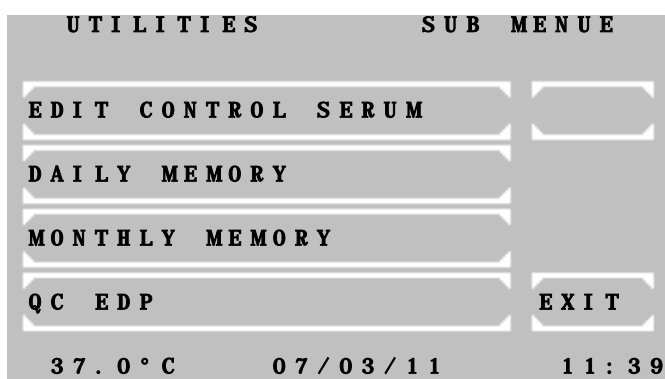 UTILITIES SUB MENUE
EDIT CONTROL SERUM
DAILY MEMORY
MONTHLY MEMORY
QC EDP EXIT
37.0°C 07/03/11 11:39